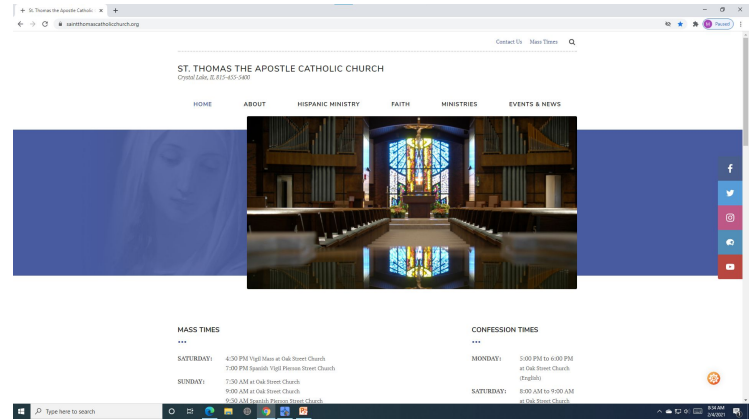 St. Thomas the Apostle Catholic
saintthomascatholicchurch.org
Paused
Contact Us Mass Times
ST. THOMAS THE APOSTLE CATHOLIC CHURCH
Crystal Lake, IL 815-455-5400
HOME ABOUT HISPANIC MINISTRY FAITH MINISTRIES EVENTS & NEWS
MASS TIMES
SATURDAY: 4:30 PM Vigil Mass at Oak Street Church
7:00 PM Spanish Vigil Pierson Street Church
SUNDAY: 7:30 AM at Oak Street Church
9:00 AM at Oak Street Church
9:30 AM Spanish Pierson Street Church
CONFESSION TIMES
MONDAY: 5:00 PM to 6:00 PM
at Oak Street Church
(English)
SATURDAY: 8:00 AM to 9:00 AM
at Oak Street Church
Type here to search
8:34 AM
2/4/2021